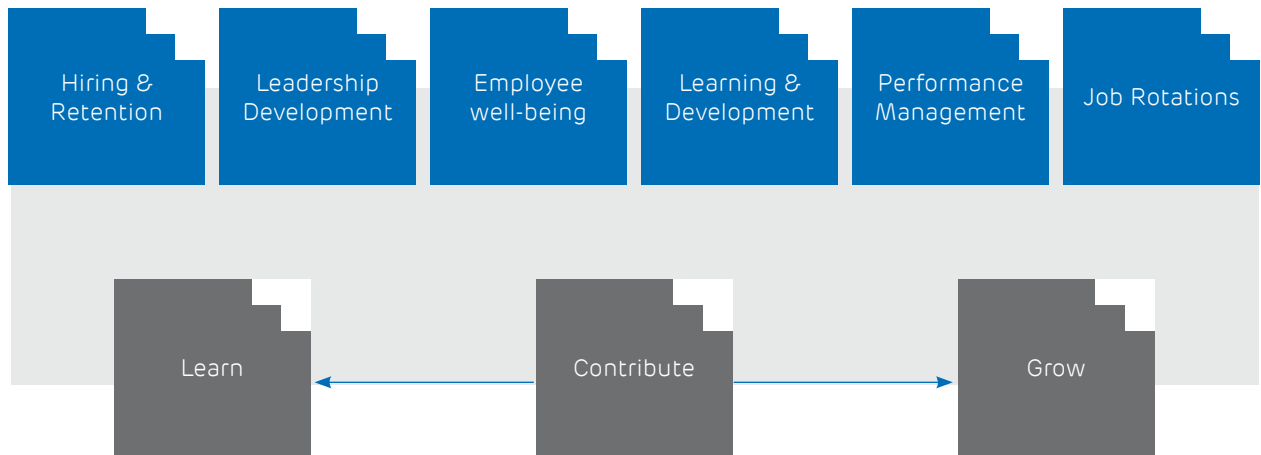 Hiring &
Retention
Leadership
Development
Employee
well-being
Learning &
Development
Performance
Management
Job Rotations
Learn
Contribute
Grow